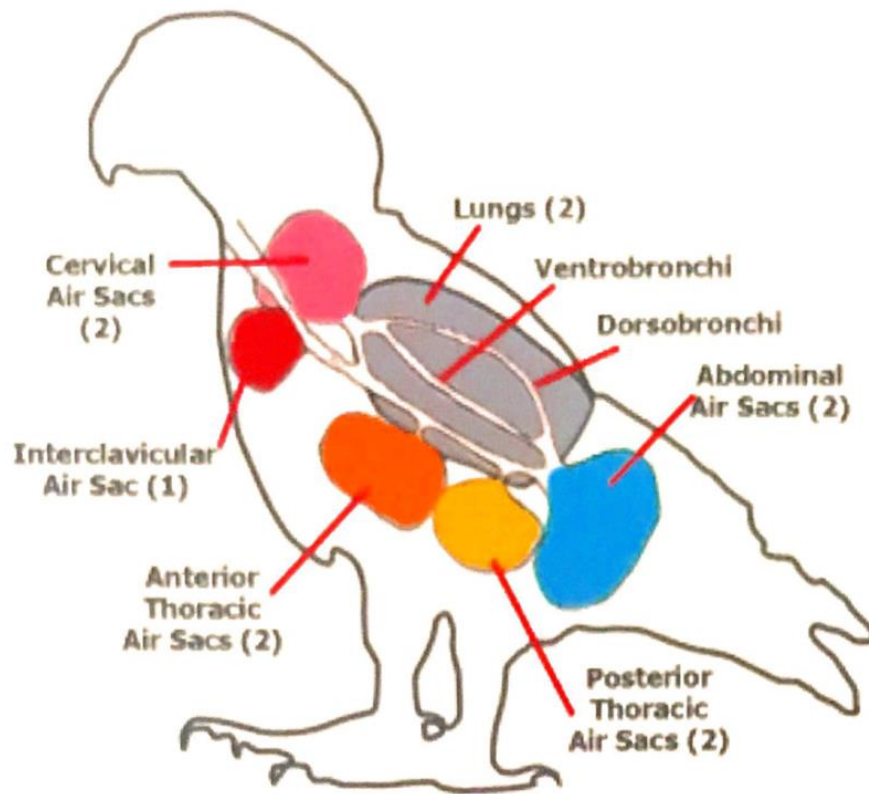 Lungs (2)
Cervical
Air Sacs
(2)
Ventrobronchi
Dorsobronchi
Abdominal
Air Sacs (2)
Interclavicular
Air Sac (1)
Anterior
Thoracic
Air Sacs (2)
Posterior
Thoracic
Air Sacs (2)